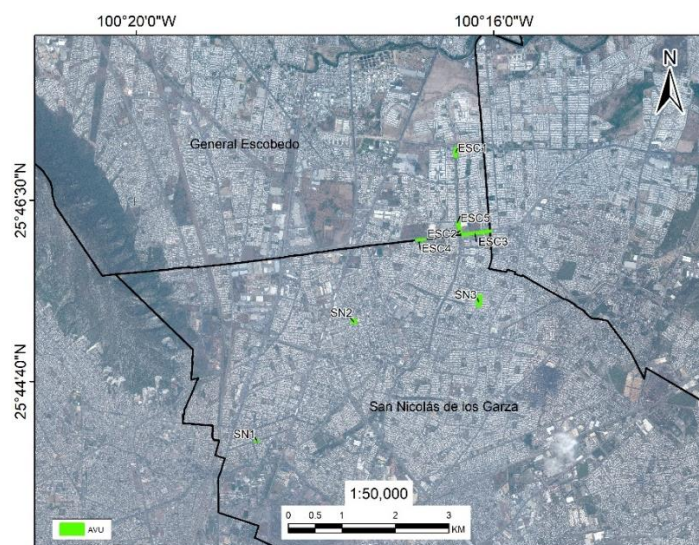 100°20'0"W
100°16'0"W
N
General Escobedo
ESC1
25°46'30"N
ESC5
ESC2
ESC3
ESC4
SN3
SN2
25°44'40"N
San Nicolás de los Garza
SN1
1:50,000
0 0.5 1 2 3
KM
AVU